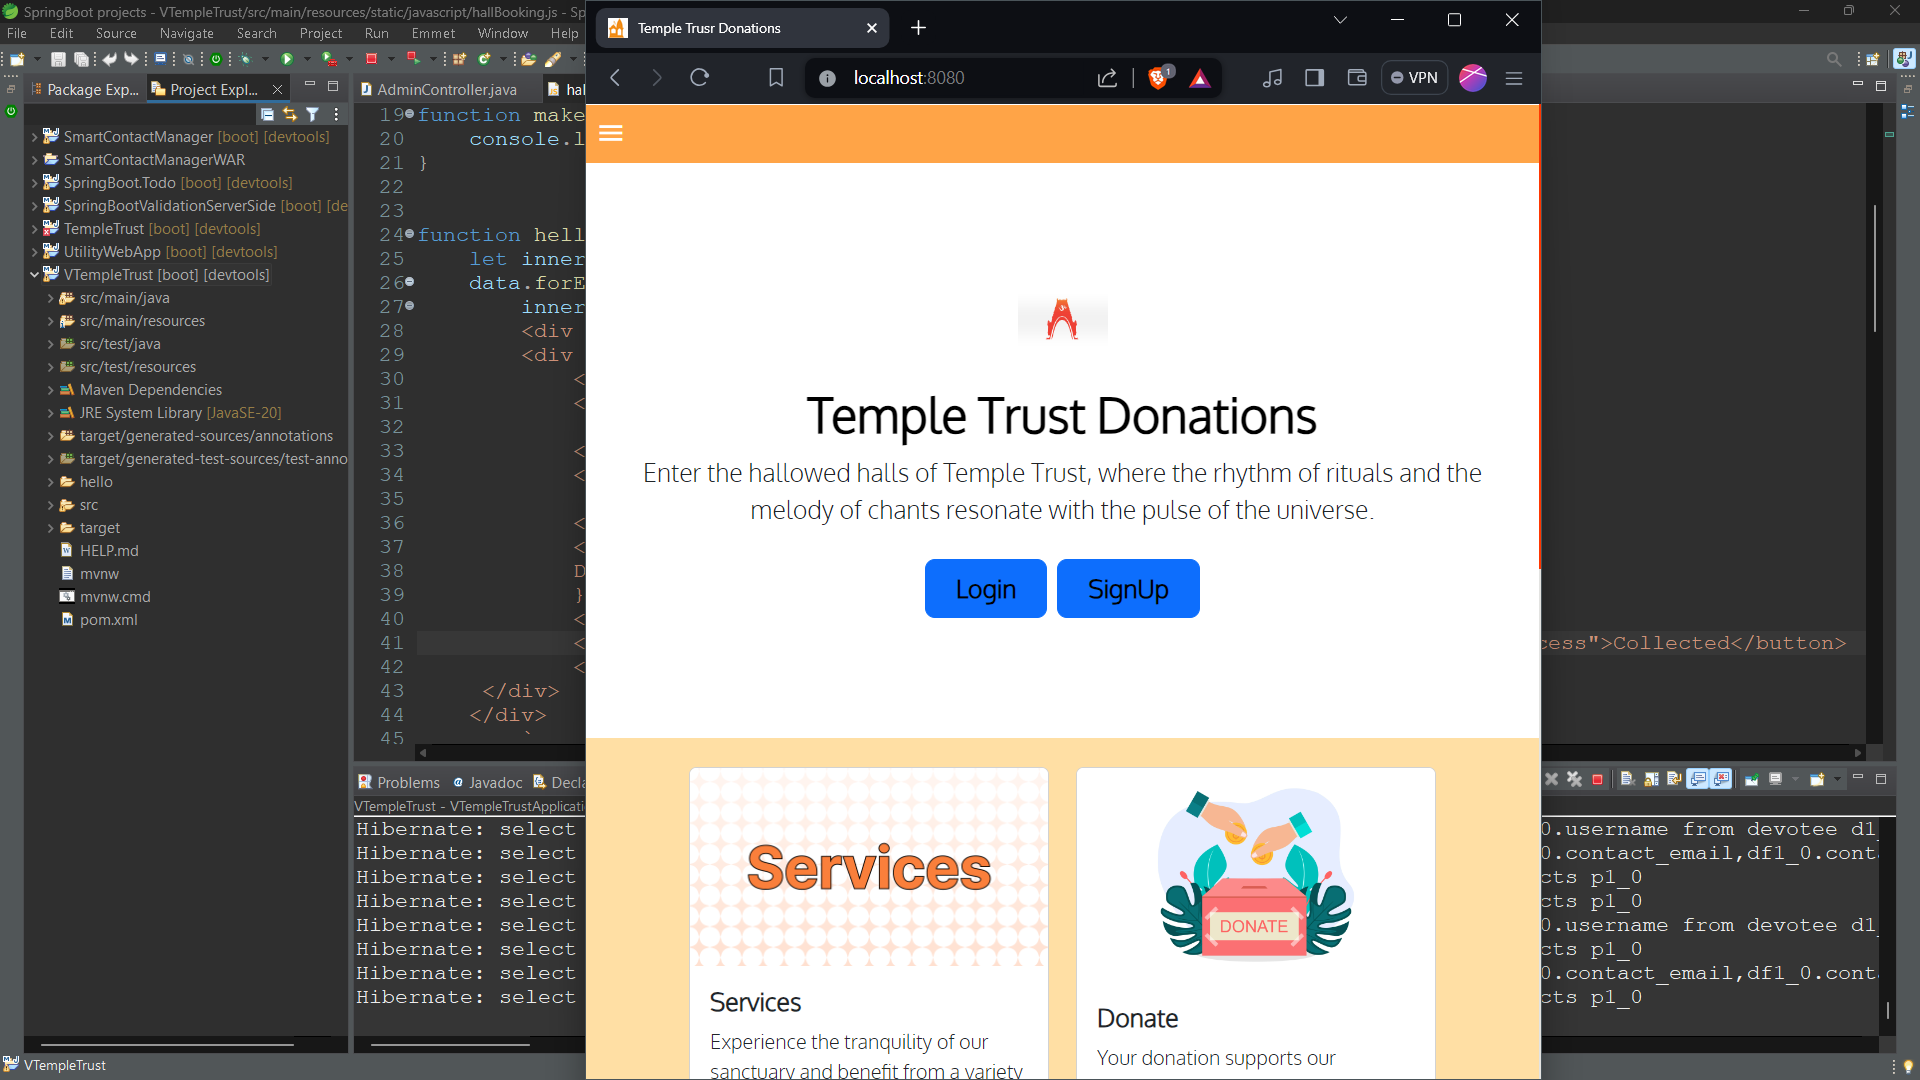 SpringBoot projects - VTempleTrust/src/main/resources/static/javascript/hallBooking.js - Sp
File Edit Source Navigate Search Project Run Emmet Window Help
Package Exp... Project Expl...
SmartContactManager [boot] [devtools]
SmartContactManagerWAR
SpringBoot.Todo [boot] [devtools]
SpringBootValidationServerSide [boot] [de
TempleTrust [boot] [devtools]
UtilityWebApp [boot] [devtools]
VTempleTrust [boot] [devtools]
src/main/java
src/main/resources
src/test/java
src/test/resources
Maven Dependencies
JRE System Library [JavaSE-20]
target/generated-sources/annotations
target/generated-test-sources/test-anno
hello
src
target
HELP.md
mvnw
mvnw.cmd
pom.xml
VTempleTrust
AdminController.java hal
19 function make
20 console.l
21 }
22
23
24 function hell
25 let inner
26 data.forE
27 inner
28 <div
29 <div
30 <
31 <
32
33 <
34 <
35
36 <
37 <
38 D
39 }
40 <
41 < cess">Collected</button>
42 <
43 </div>
44 </div>
45 `
Problems Javadoc Decla
VTempleTrust - VTempleTrustApplicati
Hibernate: select
Hibernate: select
Hibernate: select
Hibernate: select
Hibernate: select
Hibernate: select
Hibernate: select
Hibernate: select
0.username from devotee d1_
0.contact_email,df1_0.conta
cts p1_0
cts p1_0
0.username from devotee d1_
cts p1_0
0.contact_email,df1_0.conta
cts p1_0
Temple Trusr Donations
localhost:8080
1
VPN
Temple Trust Donations
Enter the hallowed halls of Temple Trust, where the rhythm of rituals and the
melody of chants resonate with the pulse of the universe.
Login SignUp
Services
DONATE
Services
Experience the tranquility of our
sanctuary and benefit from a variety
Donate
Your donation supports our